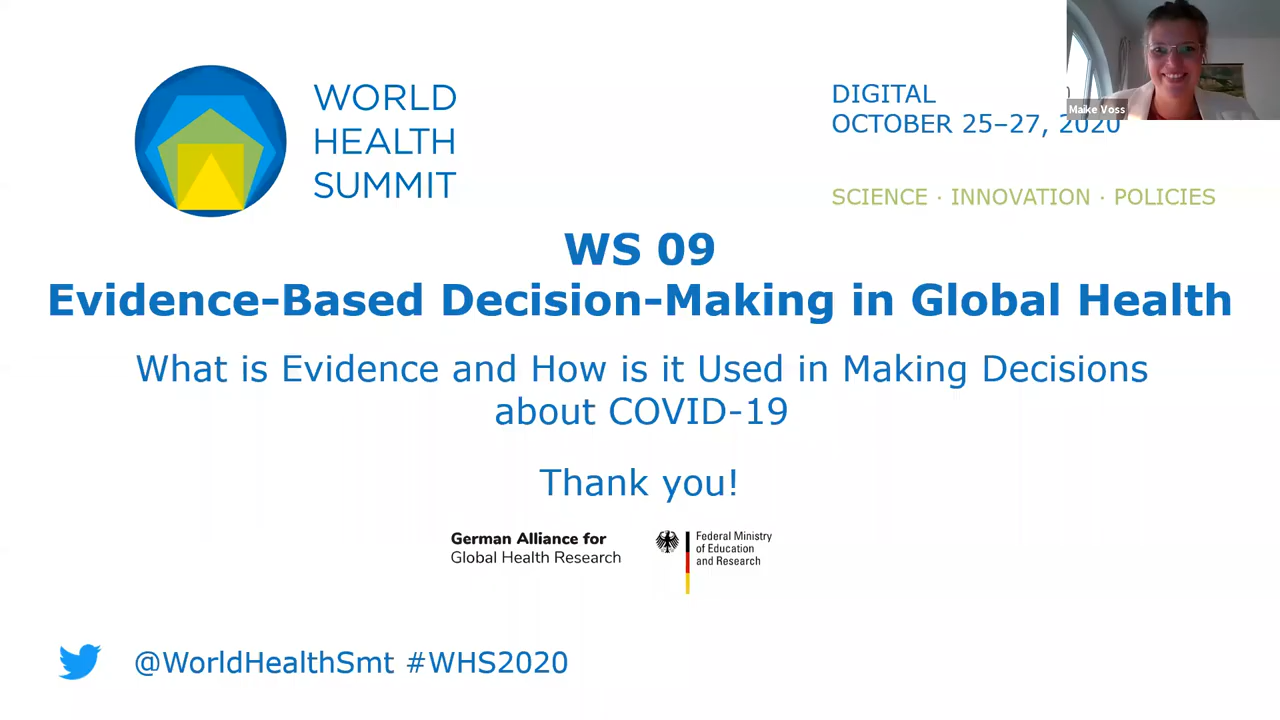 WORLD
HEALTH
SUMMIT
DIGITAL
OCTOBER 25–27, 2020
SCIENCE · INNOVATION · POLICIES
Maike Voss
WS 09
Evidence-Based Decision-Making in Global Health
What is Evidence and How is it Used in Making Decisions
about COVID-19
Thank you!
German Alliance for
Global Health Research
Federal Ministry
of Education
and Research
@WorldHealthSmt #WHS2020